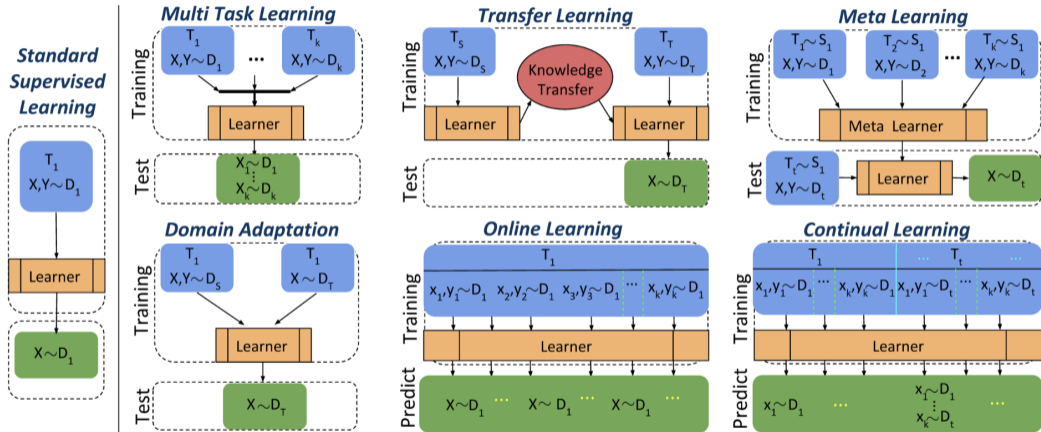 Standard
Supervised
Learning
T₁
X,Y~D₁
Learner
X~D₁
Multi Task Learning
Training
T₁
X,Y~D₁
...
Tₖ
X,Y~Dₖ
Learner
Test
X₁~D₁
⋮
Xₖ~Dₖ
Transfer Learning
Training
Tₛ
X,Y~Dₛ
Knowledge
Transfer
T_T
X,Y~D_T
Learner
Learner
Test
X~D_T
Meta Learning
Training
T₁~S₁
X,Y~D₁
T₂~S₁
X,Y~D₂
...
Tₖ~S₁
X,Y~Dₖ
Meta Learner
Test
Tₜ~S₁
X,Y~Dₜ
Learner
X~Dₜ
Domain Adaptation
Training
T₁
X,Y~Dₛ
T₁
X~D_T
Learner
Test
X~D_T
Online Learning
Training
T₁
x₁,y₁~D₁ x₂,y₂~D₁ x₃,y₃~D₁ ... xₖ,yₖ~D₁
Learner
Predict
X~D₁ ... X~D₁ ... X~D₁ ...
Continual Learning
Training
T₁ ... Tₜ ...
x₁,y₁~D₁ ... xₖ,yₖ~D₁ x₁,y₁~Dₜ ... xₖ,yₖ~Dₜ
Learner
Predict
x₁~D₁ ... x₁~D₁ ...
⋮
xₖ~Dₜ